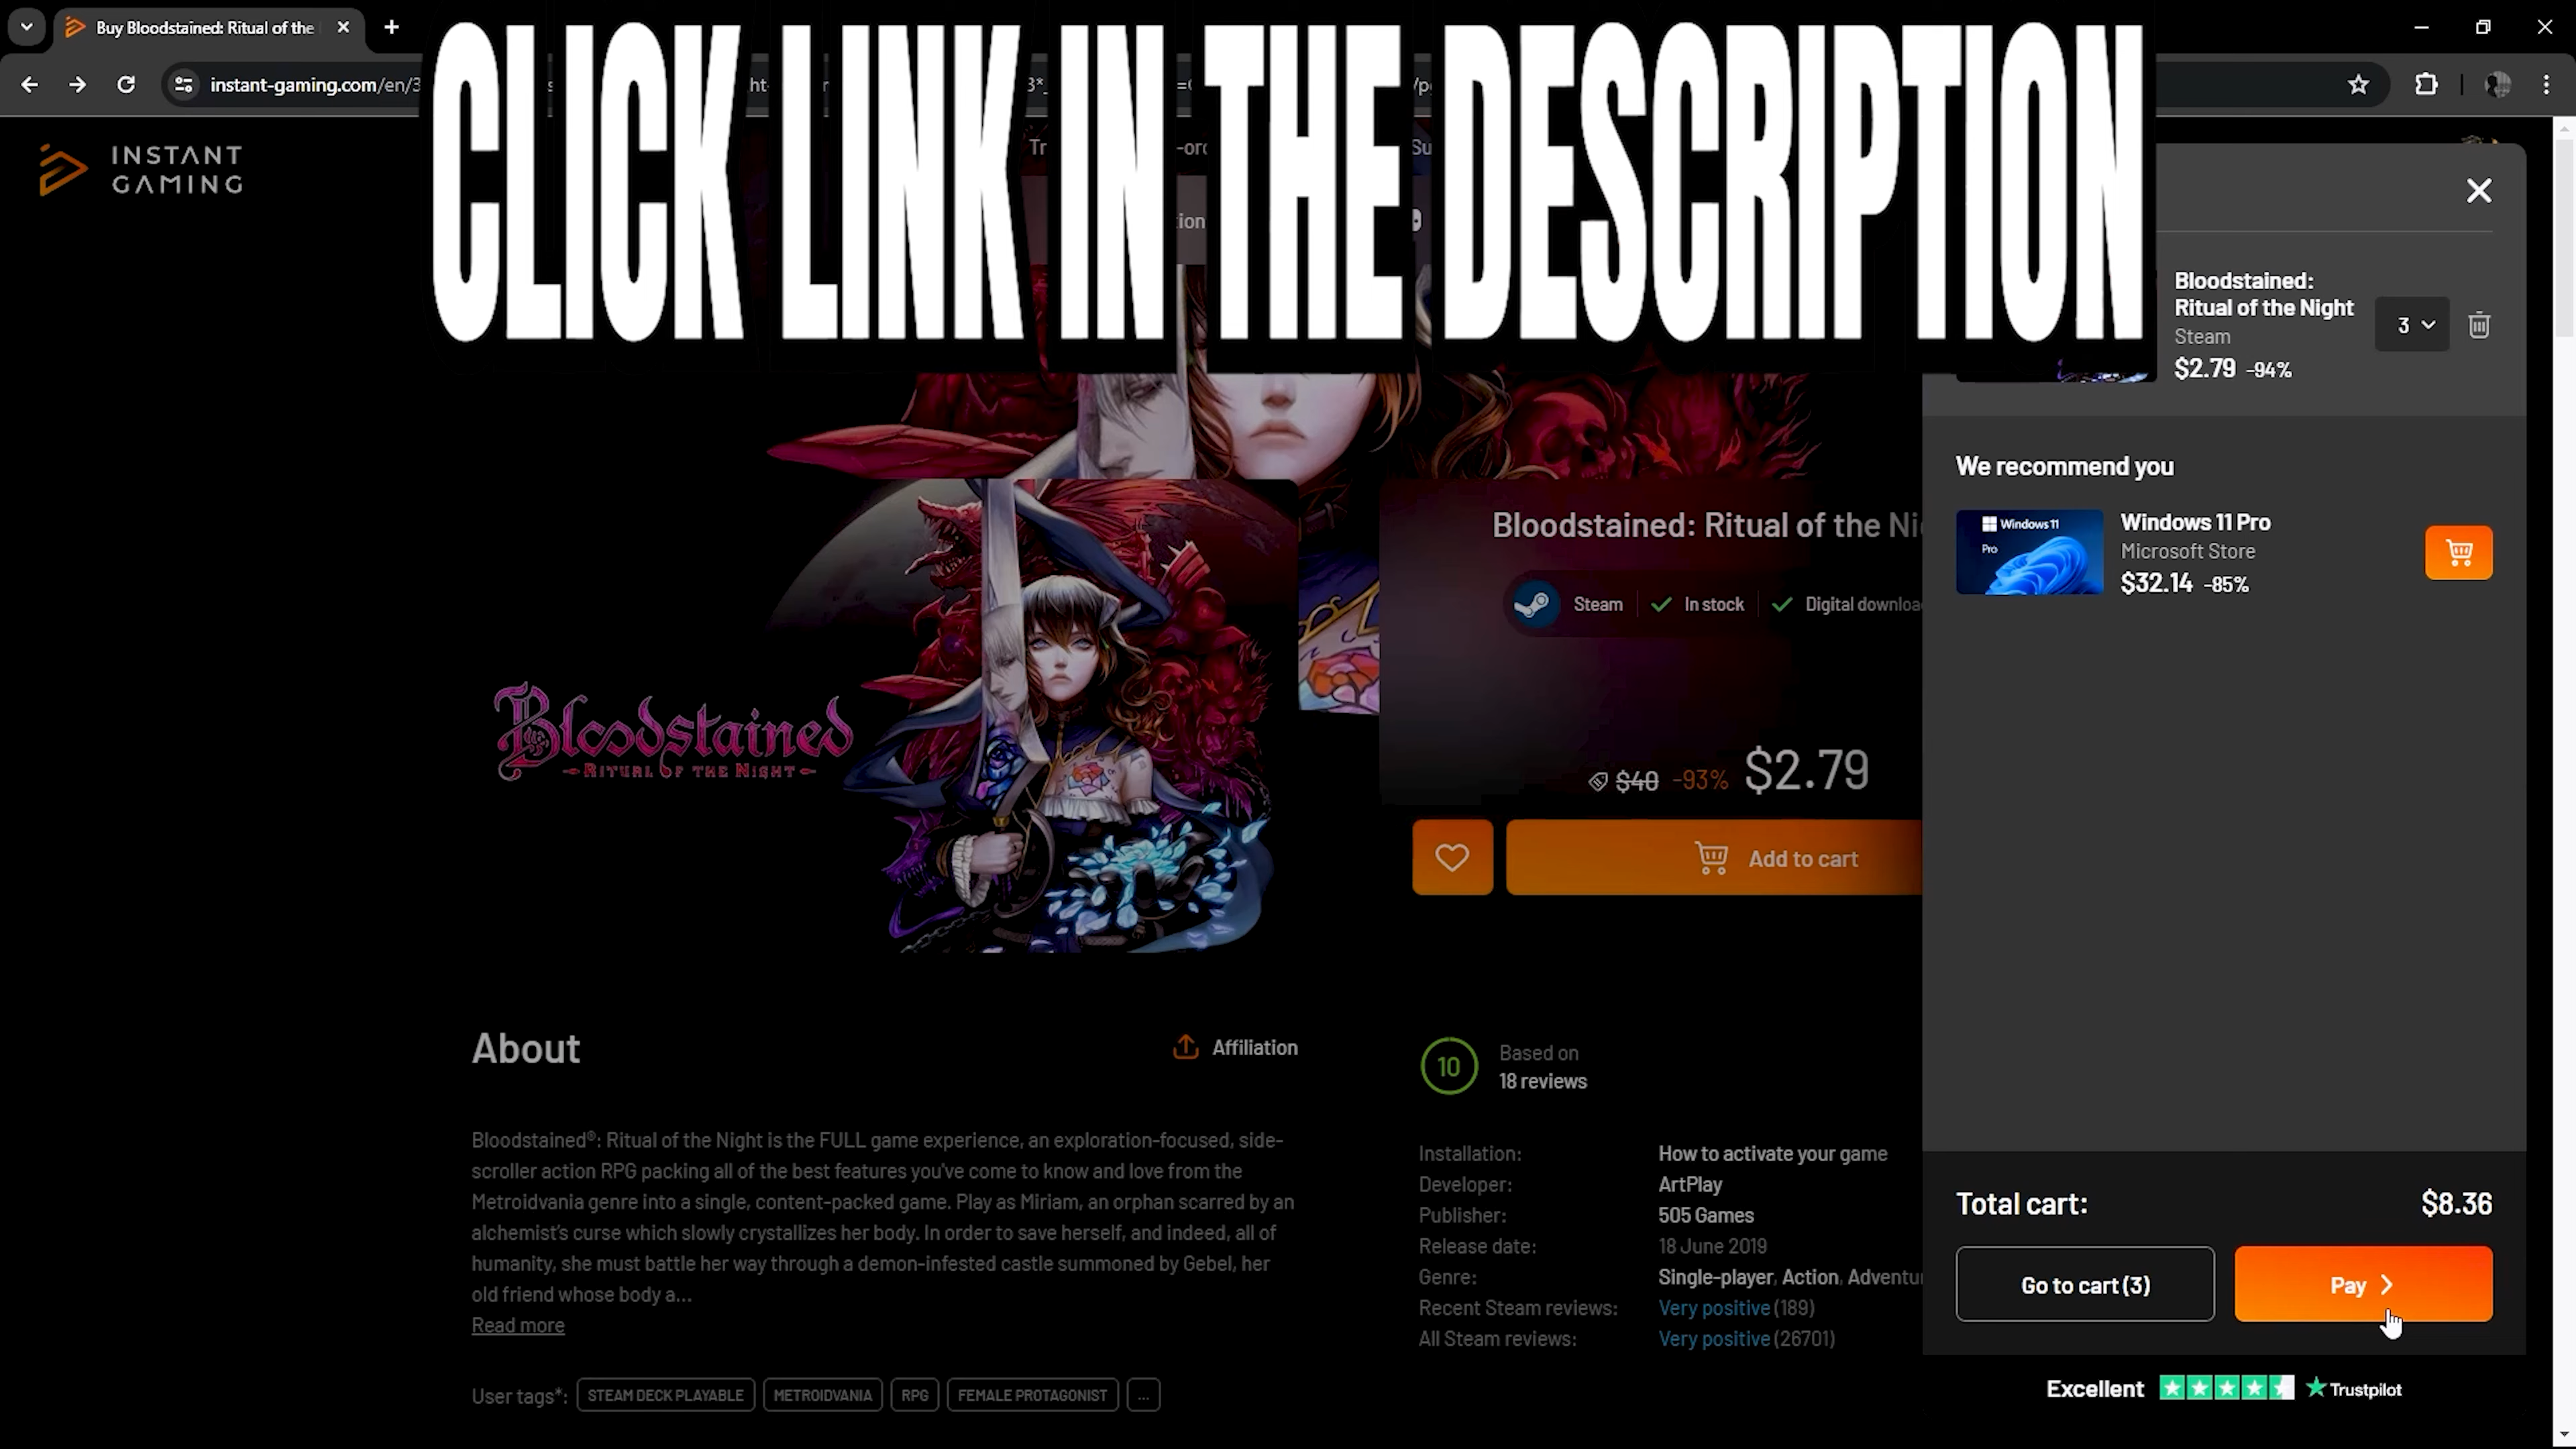 Buy Bloodstained: Ritual of the
instant-gaming.com/en/3
CLICK LINK IN THE DESCRIPTION
INSTANT
GAMING
Bloodstained:
Ritual of the Night
Steam
$2.79 -94%
3
We recommend you
Windows 11
Pro
Windows 11 Pro
Microsoft Store
$32.14 -85%
Bloodstained
RITUAL OF THE NIGHT
Bloodstained: Ritual of the Ni
Steam
In stock
Digital downloa
$40 -93% $2.79
Add to cart
About
Affiliation
10
Based on
18 reviews
Bloodstained®: Ritual of the Night is the FULL game experience, an exploration-focused, side-
scroller action RPG packing all of the best features you've come to know and love from the
Metroidvania genre into a single, content-packed game. Play as Miriam, an orphan scarred by an
alchemist's curse which slowly crystallizes her body. In order to save herself, and indeed, all of
humanity, she must battle her way through a demon-infested castle summoned by Gebel, her
old friend whose body a...
Read more
User tags*: STEAM DECK PLAYABLE METROIDVANIA RPG FEMALE PROTAGONIST ...
Installation: How to activate your game
Developer: ArtPlay
Publisher: 505 Games
Release date: 18 June 2019
Genre: Single-player, Action, Adventu
Recent Steam reviews: Very positive (189)
All Steam reviews: Very positive (26701)
Total cart: $8.36
Go to cart (3)
Pay
Excellent Trustpilot